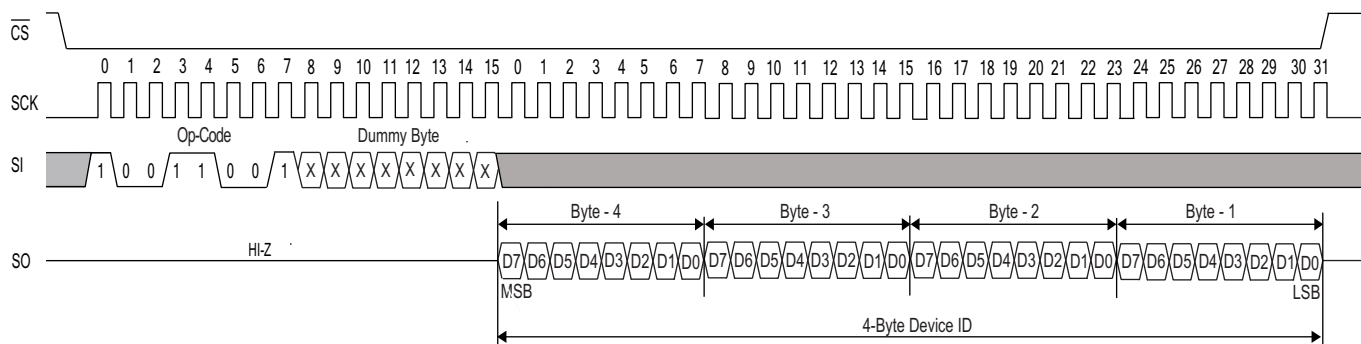 CS
0 1 2 3 4 5 6 7 8 9 10 11 12 13 14 15 0 1 2 3 4 5 6 7 8 9 10 11 12 13 14 15 16 17 18 19 20 21 22 23 24 25 26 27 28 29 30 31
SCK
Op-Code Dummy Byte
SI 1 0 0 1 1 0 0 1 X X X X X X X X
Byte - 4 Byte - 3 Byte - 2 Byte - 1
HI-Z
SO D7 D6 D5 D4 D3 D2 D1 D0 D7 D6 D5 D4 D3 D2 D1 D0 D7 D6 D5 D4 D3 D2 D1 D0 D7 D6 D5 D4 D3 D2 D1 D0
MSB LSB
4-Byte Device ID